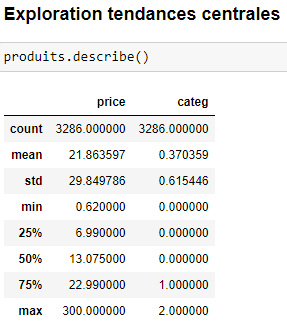 Exploration tendances centrales
produits.describe()
price categ
count 3286.000000 3286.000000
mean 21.863597 0.370359
std 29.849786 0.615446
min 0.620000 0.000000
25% 6.990000 0.000000
50% 13.075000 0.000000
75% 22.990000 1.000000
max 300.000000 2.000000